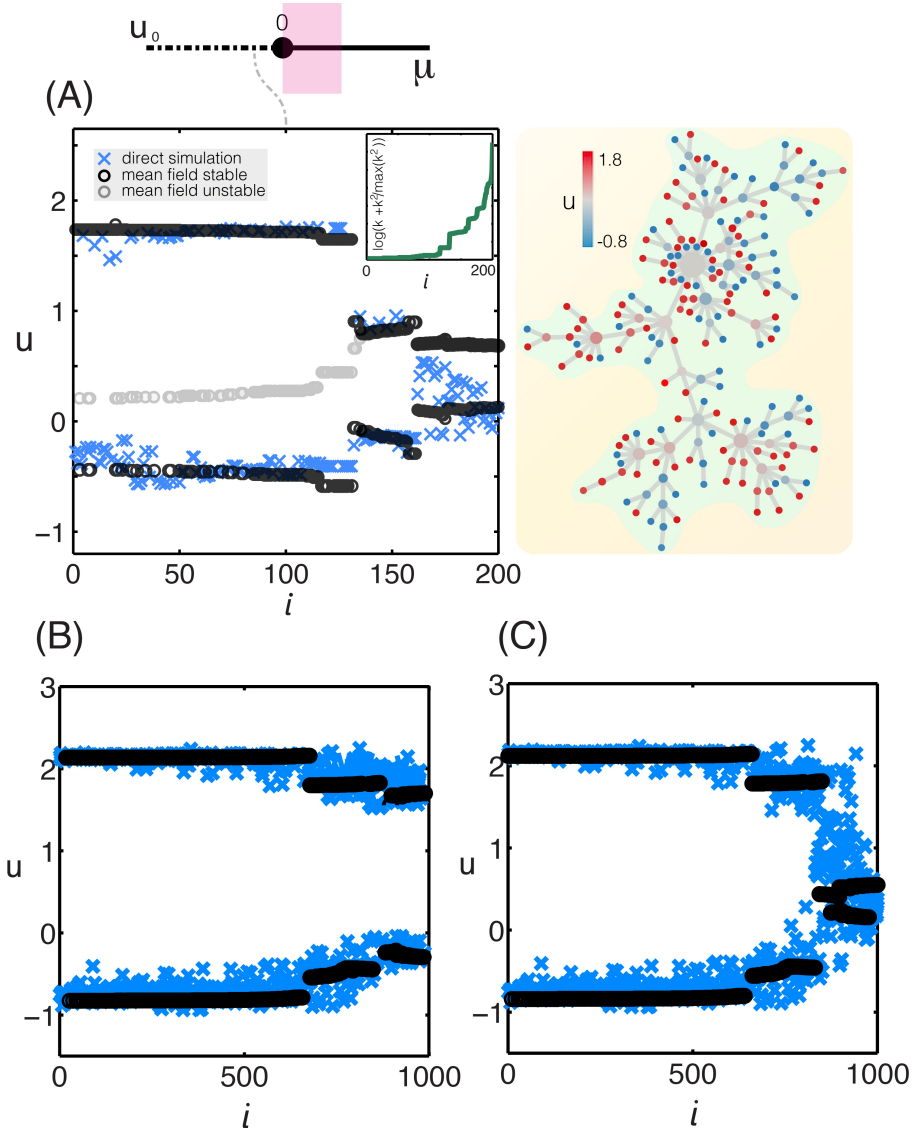 u₀
0
μ
(A)
direct simulation
mean field stable
mean field unstable
log(k +k²/max(k²))
0
100
200
i
2
1
0
−1
u
0
50
100
150
200
i
u
1.8
-0.8
(B)
3
2
1
0
−1
u
0
500
1000
i
(C)
3
2
1
0
−1
u
0
500
1000
i